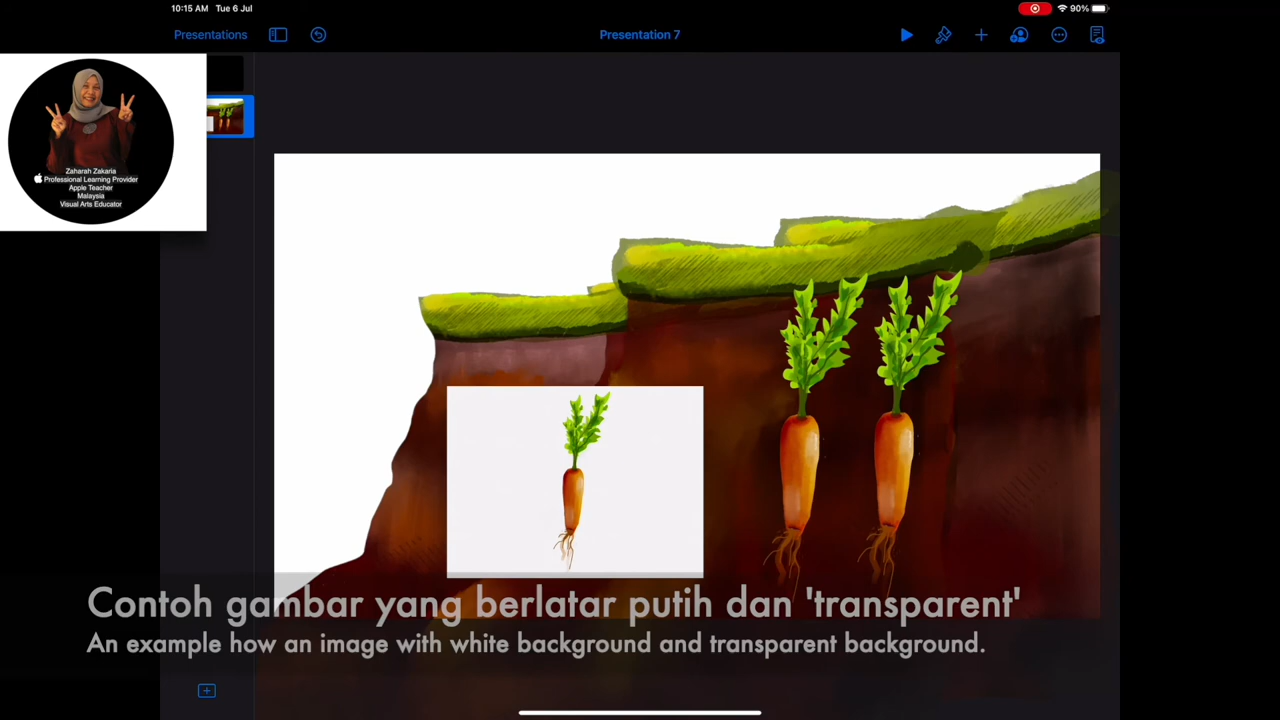 10:15 AM Tue 6 Jul
90%
Presentations
Presentation 7
Zaharah Zakaria
Professional Learning Provider
Apple Teacher
Malaysia
Visual Arts Educator
Contoh gambar yang berlatar putih dan 'transparent'
An example how an image with white background and transparent background.